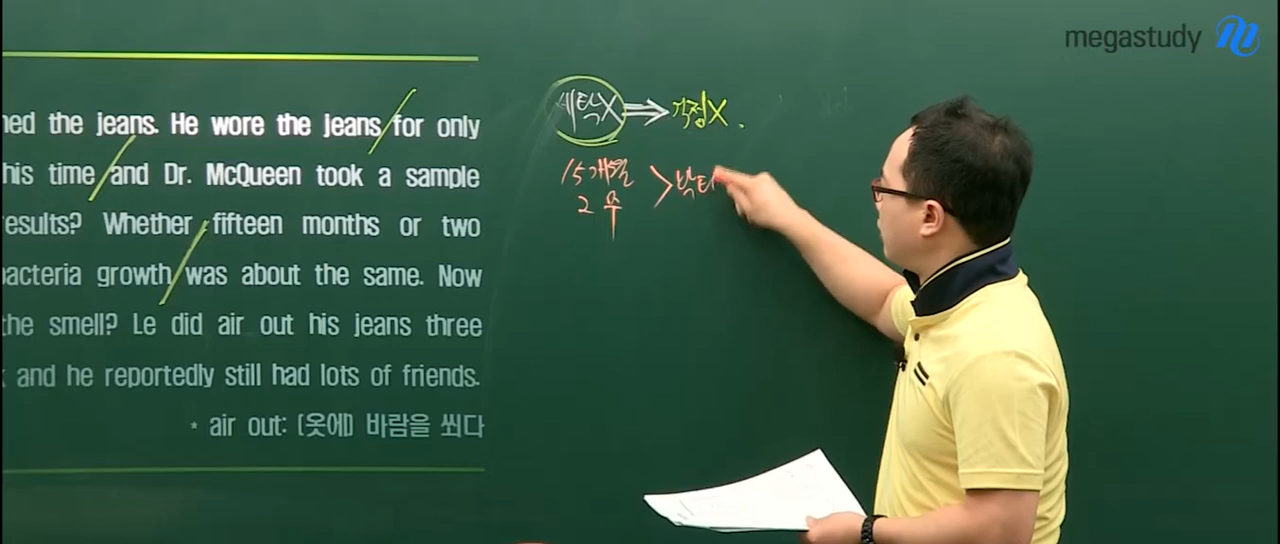 megastudy
ned the jeans. He wore the jeans for only
his time and Dr. McQueen took a sample
esults? Whether fifteen months or two
bacteria growth was about the same. Now
the smell? Le did air out his jeans three
and he reportedly still had lots of friends.
* air out: (옷에) 바람을 쐬다
세탁X ⇒ 걱정X.
15개월
2주 > 박테